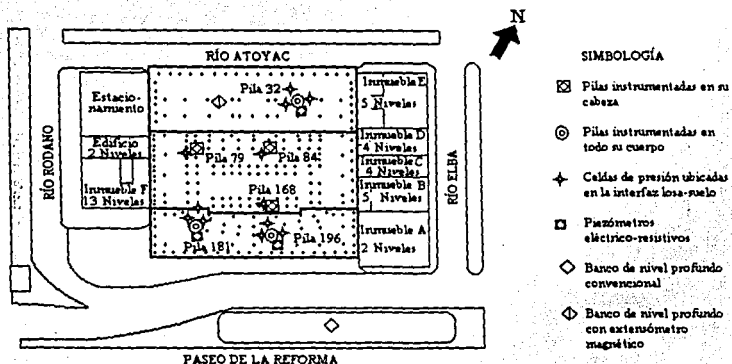 N
RÍO ATOYAC
SIMBOLOGÍA
Pila 32
Estacio-
namiento
Inmueble E
5 Niveles
Edificio
2 Niveles
Pila 79
Pila 84
Inmueble D
4 Niveles
Inmueble C
4 Niveles
Inmueble F
13 Niveles
Pila 168
Inmueble B
5 Niveles
Pila 181
Pila 196
Inmueble A
2 Niveles
RÍO RODANO
RÍO ELBA
PASEO DE LA REFORMA
Pilas instrumentadas en su
cabeza
Pilas instrumentadas en
todo su cuerpo
Celdas de presión ubicadas
en la interfaz losa-suelo
Piezómetros
eléctrico-resistivos
Banco de nivel profundo
convencional
Banco de nivel profundo
con extensómetro
magnético